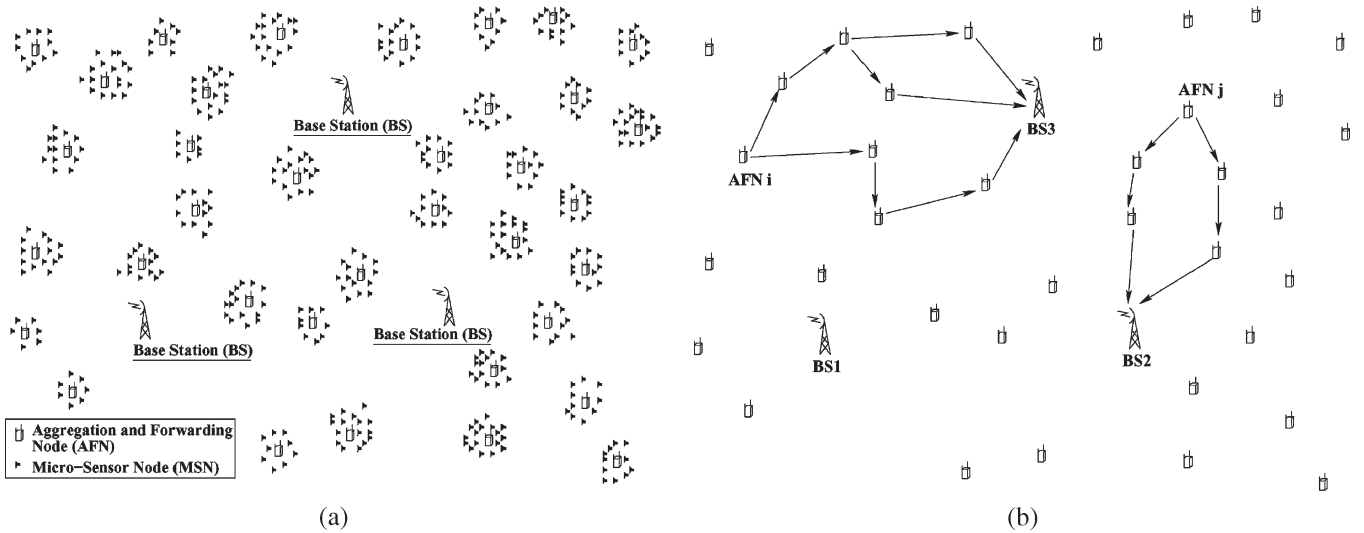 Base Station (BS)
Base Station (BS)
Base Station (BS)
Aggregation and Forwarding
Node (AFN)
Micro-Sensor Node (MSN)
(a)
BS3
AFN j
AFN i
BS1
BS2
(b)